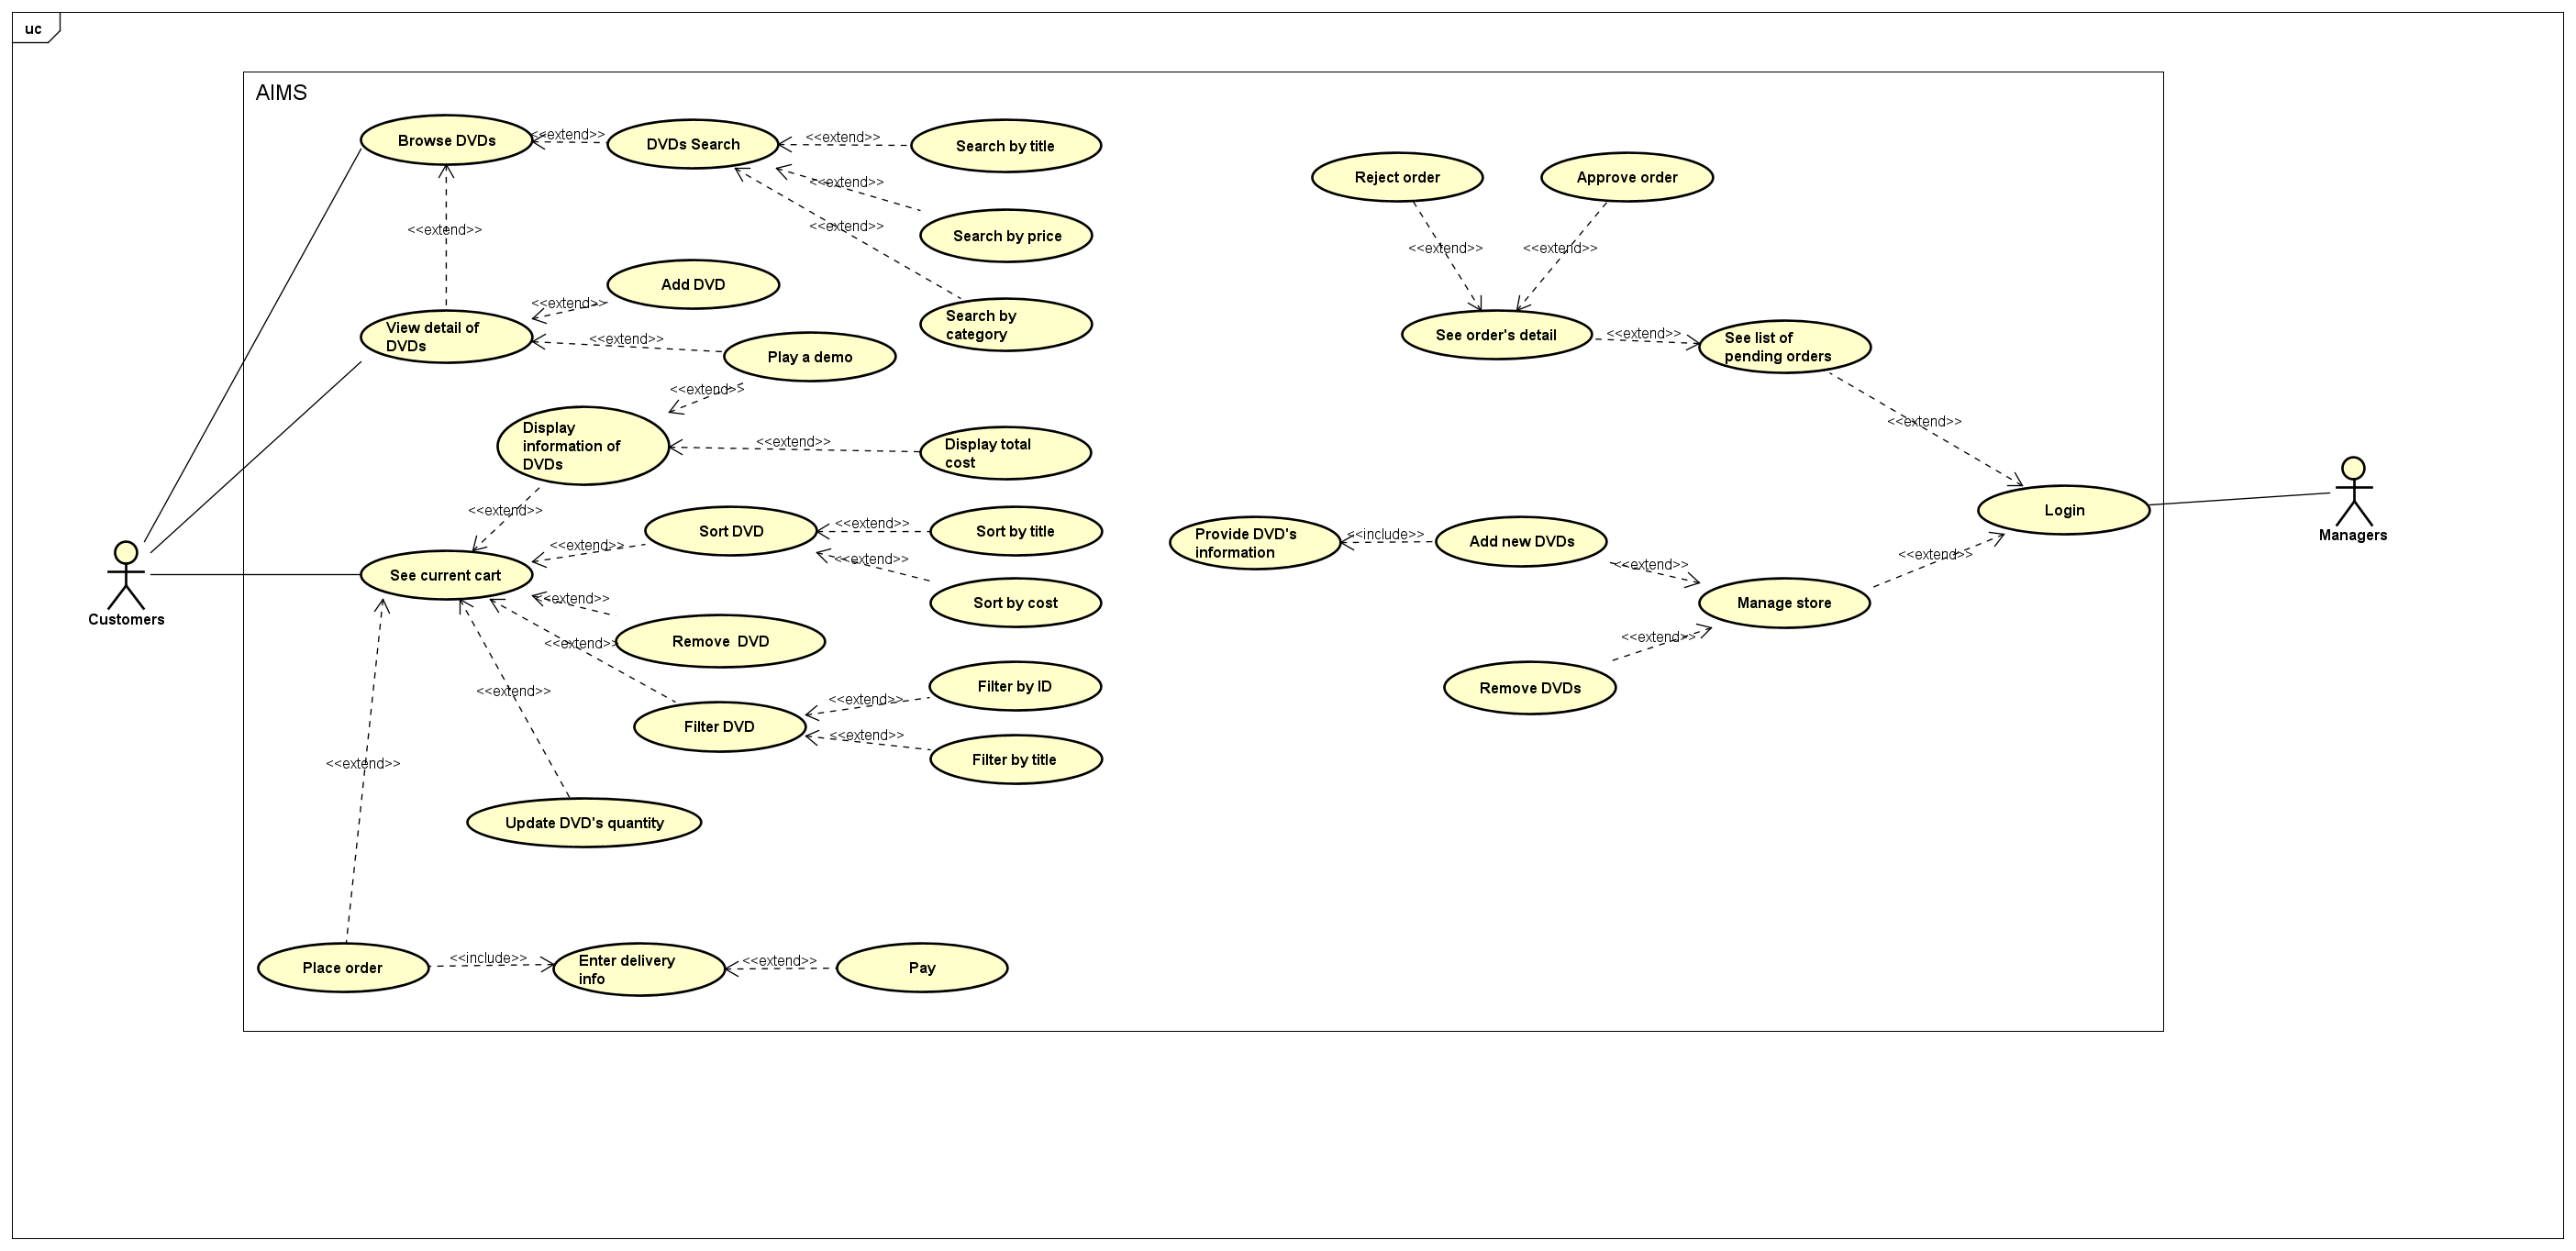 uc
AIMS
Browse DVDs
<<extend>>
DVDs Search
<<extend>>
Search by title
<<extend>>
Search by price
<<extend>>
Search by
category
<<extend>>
View detail of
DVDs
<<extend>>
Add DVD
<<extend>>
Play a demo
<<extend>>
Display
information of
DVDs
<<extend>>
Display total
cost
<<extend>>
See current cart
<<extend>>
Sort DVD
<<extend>>
Sort by title
<<extend>>
Sort by cost
<<extend>>
Remove  DVD
<<extend>>
Filter DVD
<<extend>>
Filter by ID
<<extend>>
Filter by title
<<extend>>
Update DVD's quantity
<<extend>>
Place order
<<include>>
Enter delivery
info
<<extend>>
Pay
Customers
Reject order
Approve order
<<extend>>
<<extend>>
See order's detail
<<extend>>
See list of
pending orders
<<extend>>
Login
Managers
Provide DVD's
information
<<include>>
Add new DVDs
<<extend>>
Manage store
<<extend>>
<<extend>>
Remove DVDs